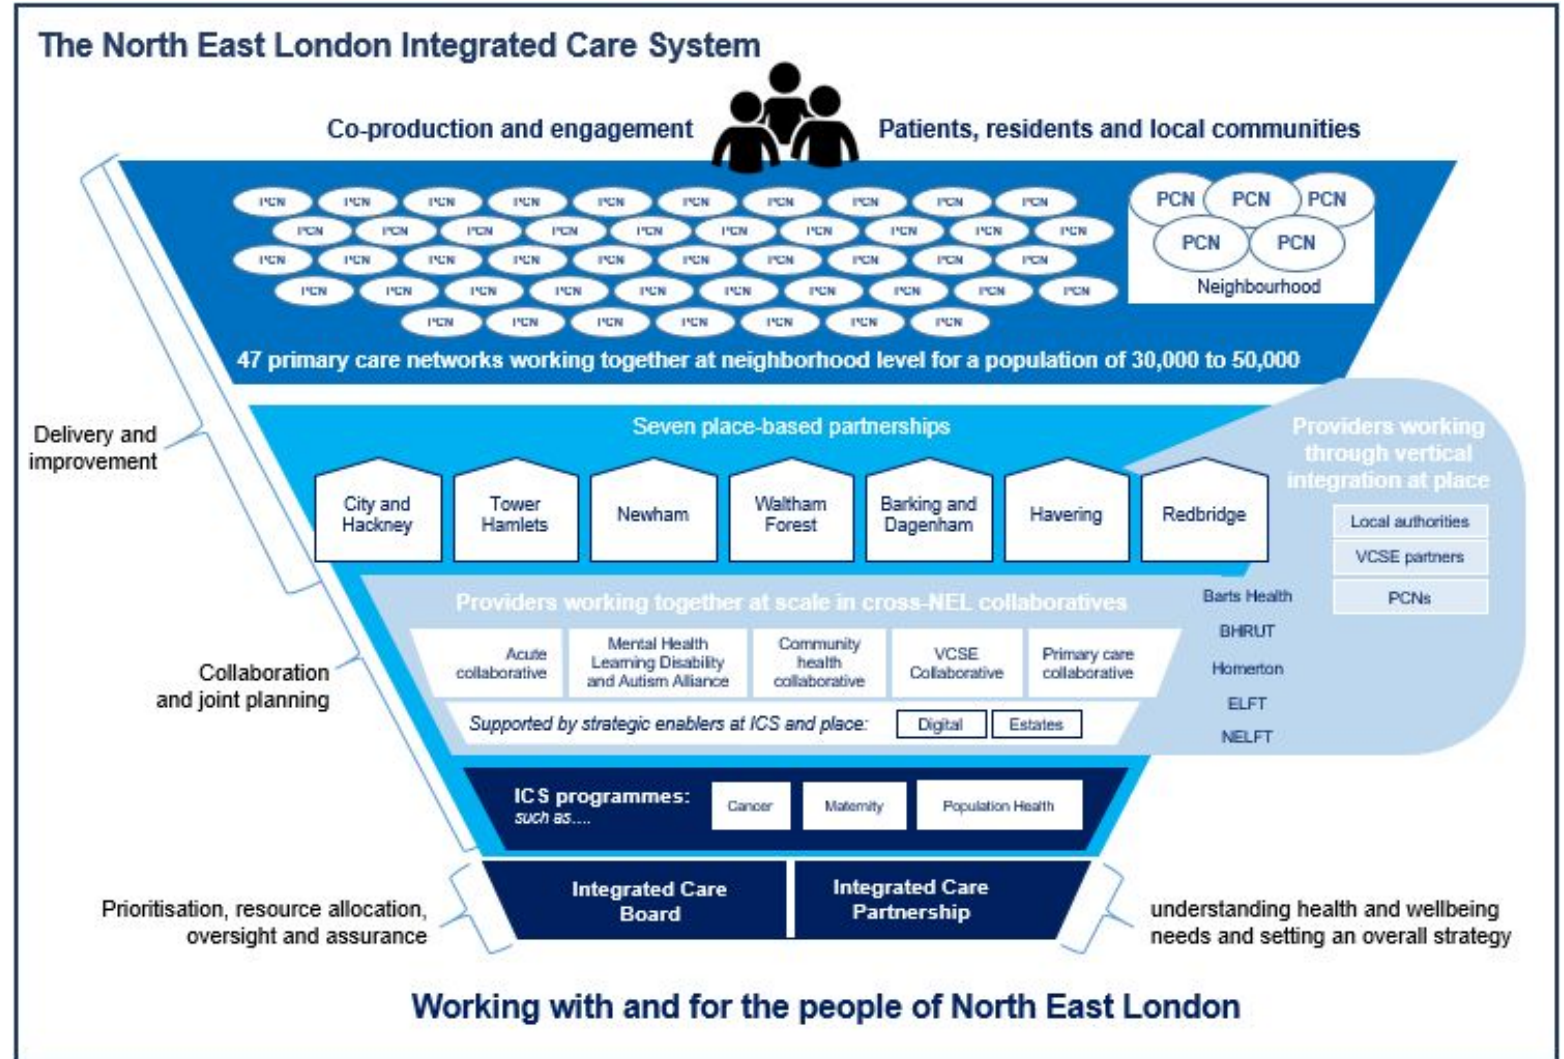 The North East London Integrated Care System
Co-production and engagement
Patients, residents and local communities
PCN PCN PCN PCN PCN PCN PCN PCN PCN PCN
PCN PCN PCN PCN PCN PCN PCN PCN PCN PCN
PCN PCN PCN PCN PCN PCN PCN PCN PCN PCN
PCN PCN PCN PCN PCN PCN PCN PCN PCN PCN
PCN PCN PCN PCN PCN PCN PCN
PCN PCN PCN
PCN PCN
Neighbourhood
47 primary care networks working together at neighborhood level for a population of 30,000 to 50,000
Delivery and
improvement
Seven place-based partnerships
City and
Hackney
Tower
Hamlets
Newham
Waltham
Forest
Barking and
Dagenham
Havering
Redbridge
Providers working
through vertical
integration at place
Local authorities
VCSE partners
PCNs
Barts Health
BHRUT
Homerton
ELFT
NELFT
Collaboration
and joint planning
Providers working together at scale in cross-NEL collaboratives
Acute
collaborative
Mental Health
Learning Disability
and Autism Alliance
Community
health
collaborative
VCSE
Collaborative
Primary care
collaborative
Supported by strategic enablers at ICS and place:
Digital
Estates
ICS programmes:
such as....
Cancer
Maternity
Population Health
Prioritisation, resource allocation,
oversight and assurance
Integrated Care
Board
Integrated Care
Partnership
understanding health and wellbeing
needs and setting an overall strategy
Working with and for the people of North East London